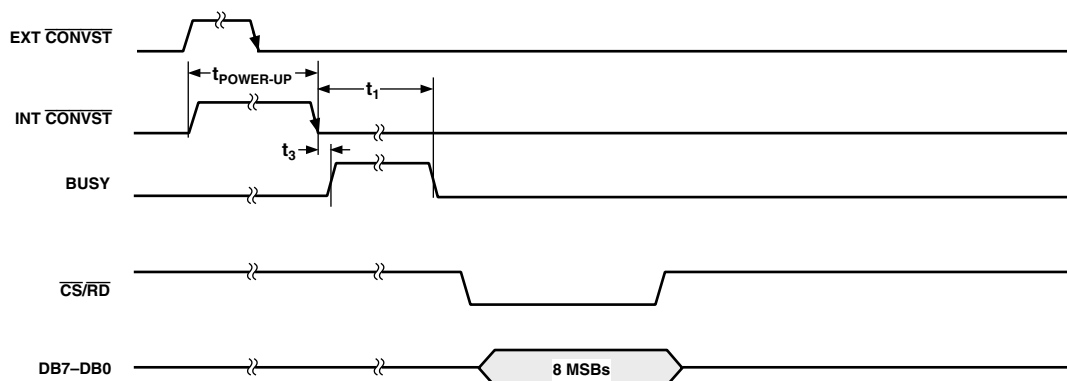 EXT CONVST
tPOWER-UP
t1
INT CONVST
t3
BUSY
CS/RD
DB7–DB0
8 MSBs